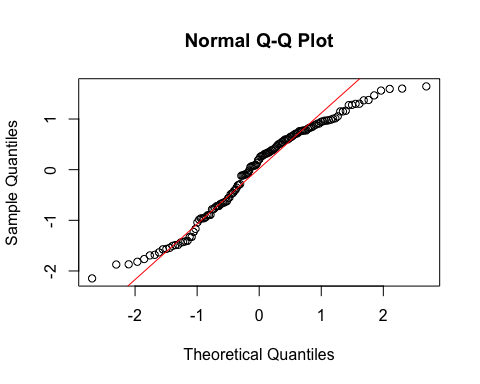 Normal Q-Q Plot
Sample Quantiles
1
0
-1
-2
-2 -1 0 1 2
Theoretical Quantiles